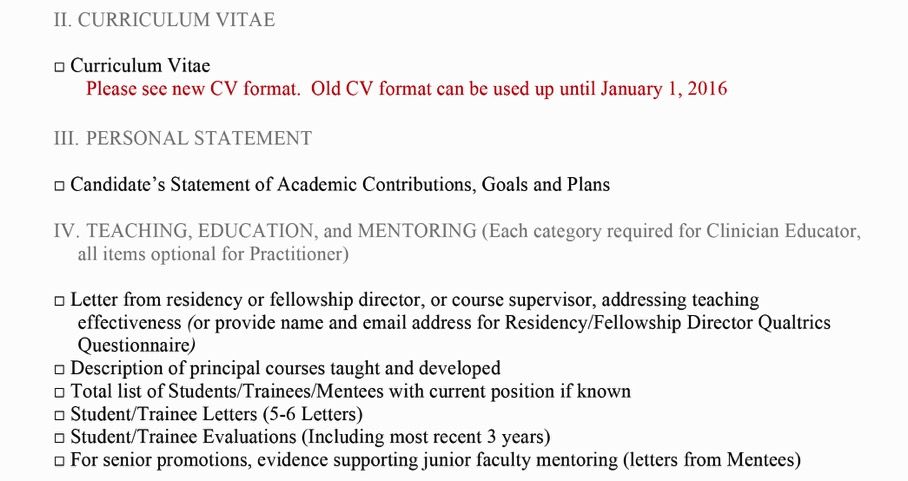 II. CURRICULUM VITAE
□ Curriculum Vitae
Please see new CV format.  Old CV format can be used up until January 1, 2016
III. PERSONAL STATEMENT
□ Candidate’s Statement of Academic Contributions, Goals and Plans
IV. TEACHING, EDUCATION, and MENTORING (Each category required for Clinician Educator,
all items optional for Practitioner)
□ Letter from residency or fellowship director, or course supervisor, addressing teaching
effectiveness (or provide name and email address for Residency/Fellowship Director Qualtrics
Questionnaire)
□ Description of principal courses taught and developed
□ Total list of Students/Trainees/Mentees with current position if known
□ Student/Trainee Letters (5-6 Letters)
□ Student/Trainee Evaluations (Including most recent 3 years)
□ For senior promotions, evidence supporting junior faculty mentoring (letters from Mentees)